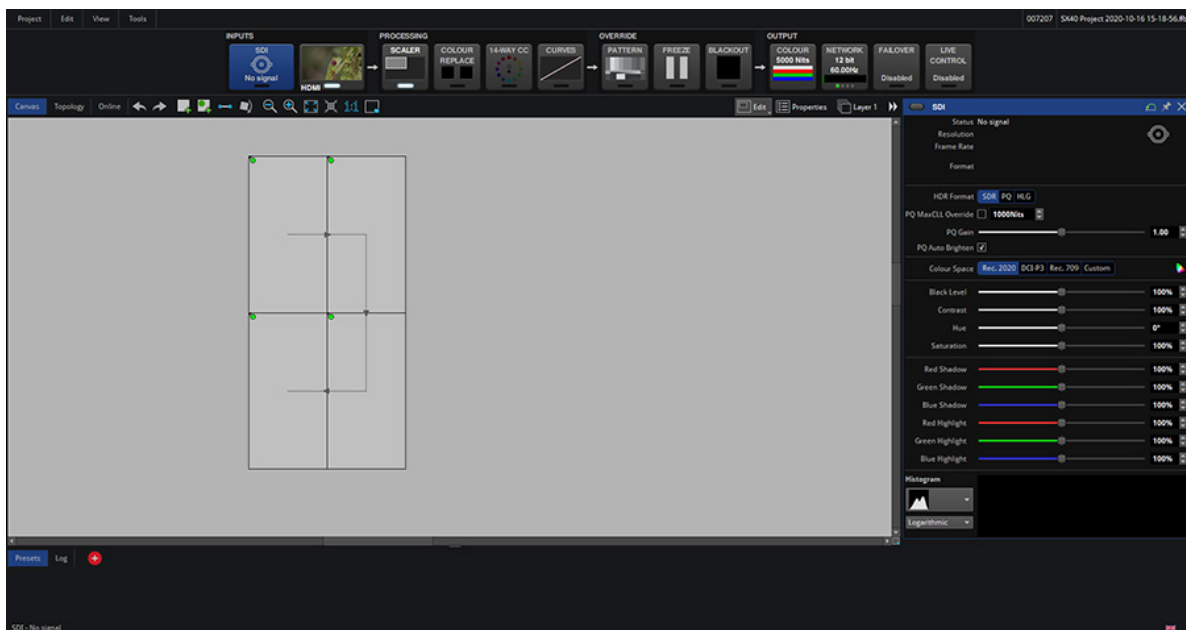 Project Edit View Tools 007207 SX40 Project 2020-10-16 15-18-56.
INPUTS PROCESSING OVERRIDE OUTPUT
SDI
No signal
HDMI
SCALER
COLOUR REPLACE
14-WAY CC
CURVES
PATTERN
FREEZE
BLACKOUT
COLOUR
5000 Nits
NETWORK
12 bit
60.00Hz
FAILOVER
Disabled
LIVE CONTROL
Disabled
Canvas Topology Online 1:1 Edit Properties Layer 1
SDI
Status No signal
Resolution
Frame Rate
Format
HDR Format SDR PQ HLG
PQ MaxCLL Override 1000Nits
PQ Gain 1.00
PQ Auto Brighten
Colour Space Rec. 2020 DCI-P3 Rec. 709 Custom
Black Level 100%
Contrast 100%
Hue 0°
Saturation 100%
Red Shadow 100%
Green Shadow 100%
Blue Shadow 100%
Red Highlight 100%
Green Highlight 100%
Blue Highlight 100%
Histogram
Logarithmic
Presets Log
SDI - No signal